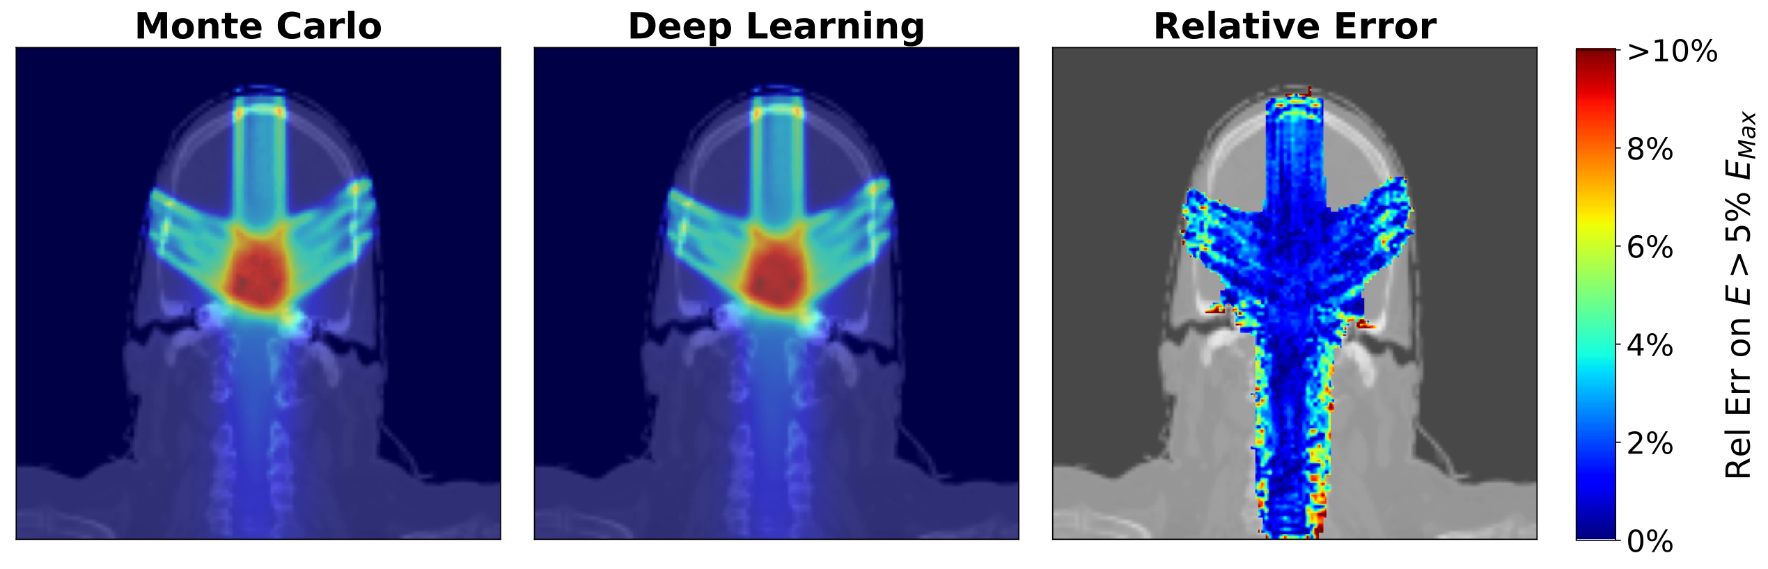 Monte Carlo
Deep Learning
Relative Error
>10%
8%
6%
4%
2%
0%
Rel Err on E > 5% E_Max